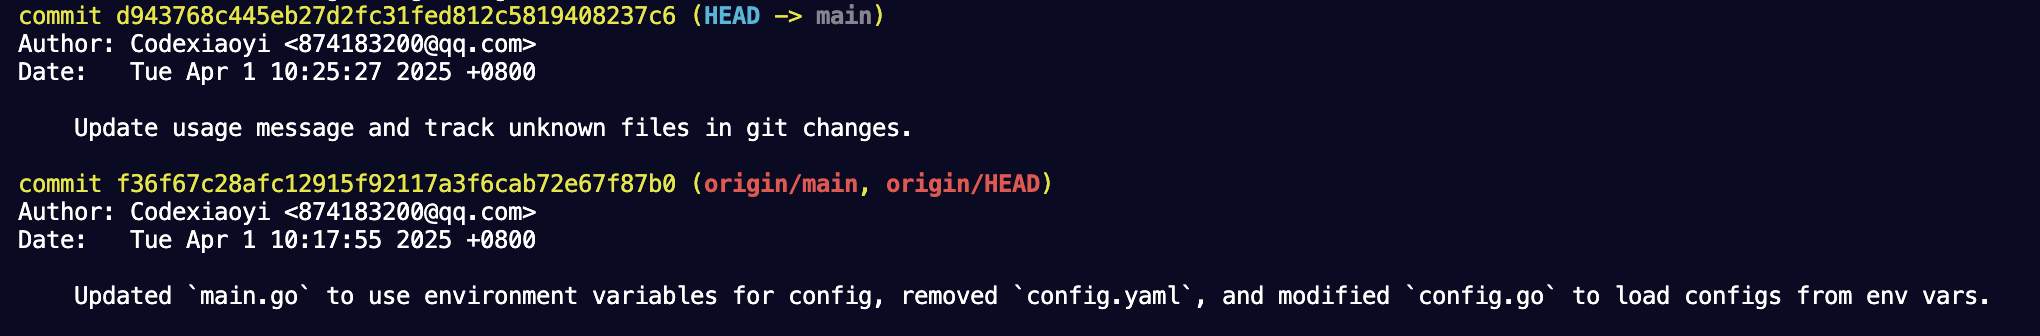 commit d943768c445eb27d2fc31fed812c5819408237c6 (HEAD -> main)
Author: Codexiaoyi <874183200@qq.com>
Date:   Tue Apr 1 10:25:27 2025 +0800
Update usage message and track unknown files in git changes.
commit f36f67c28afc12915f92117a3f6cab72e67f87b0 (origin/main, origin/HEAD)
Author: Codexiaoyi <874183200@qq.com>
Date:   Tue Apr 1 10:17:55 2025 +0800
Updated `main.go` to use environment variables for config, removed `config.yaml`, and modified `config.go` to load configs from env vars.